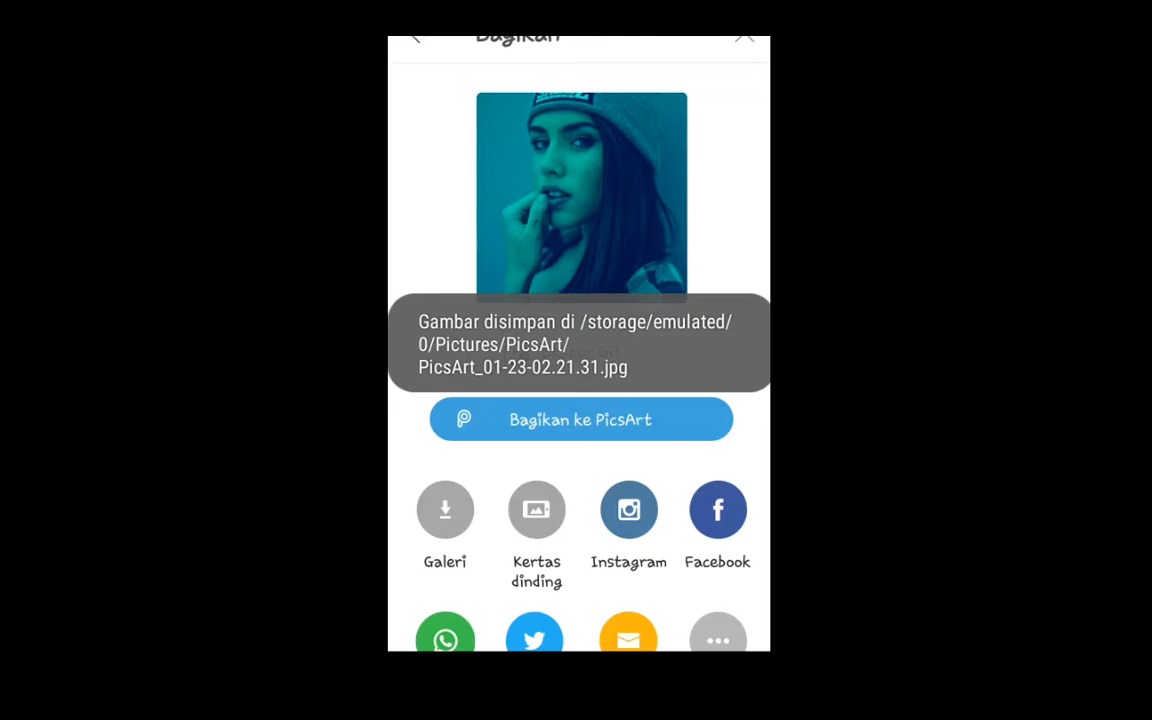 Bagikan
Gambar disimpan di /storage/emulated/
0/Pictures/PicsArt/
PicsArt_01-23-02.21.31.jpg
Bagikan ke PicsArt
Galeri
Kertas
dinding
Instagram
Facebook